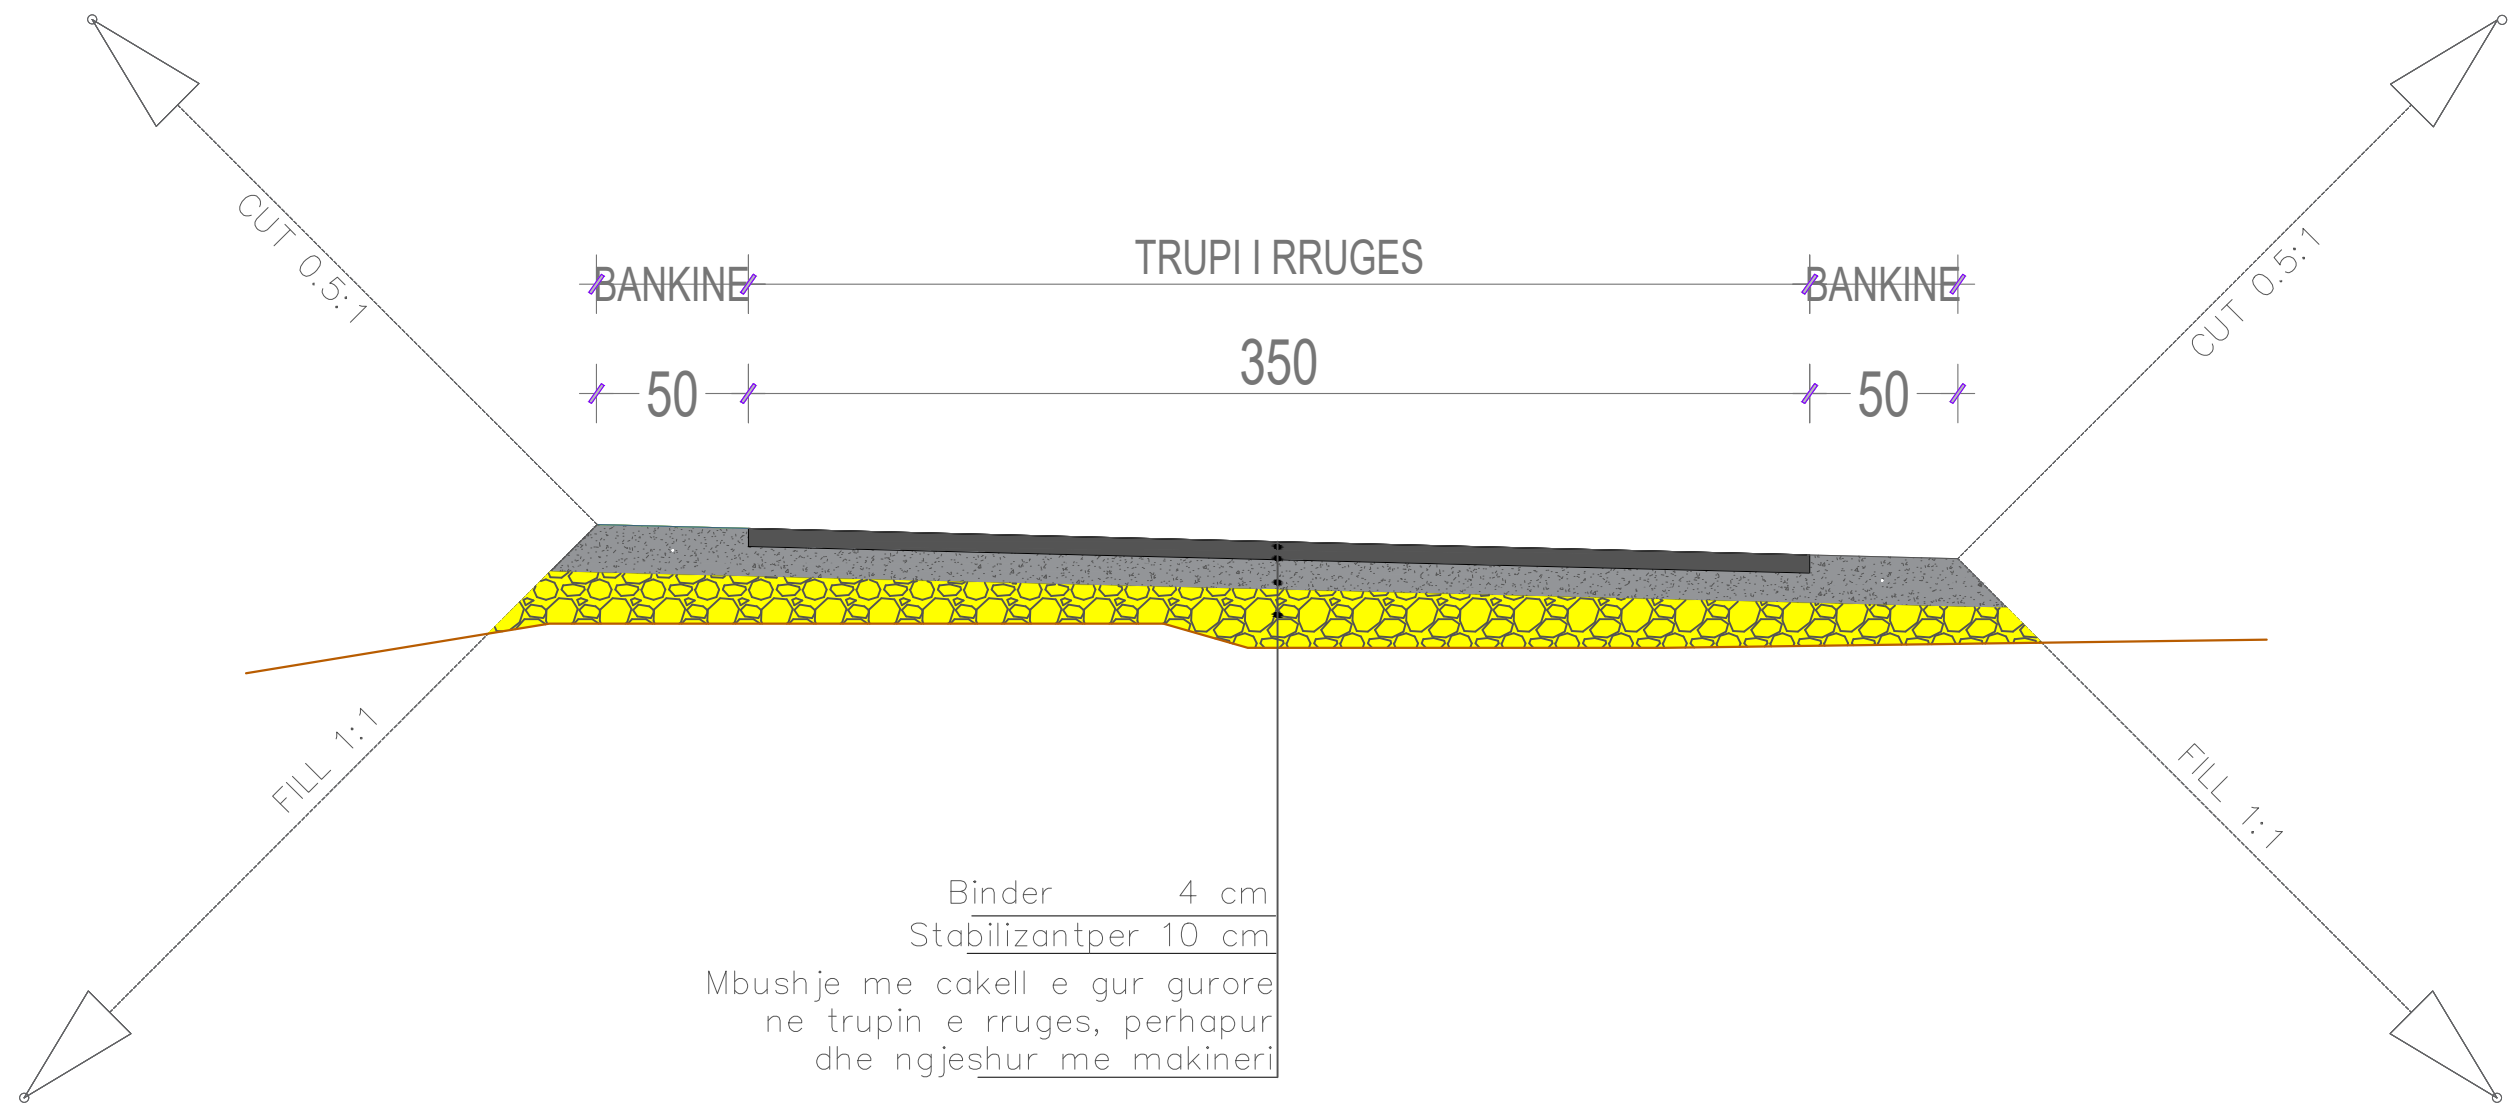 CUT 0.5:1
CUT 0.5:1
TRUPI I RRUGES
BANKINE
BANKINE
350
50
50
FILL 1:1
FILL 1:1
Binder 4 cm
Stabilizantper 10 cm
Mbushje me cakell e gur gurore
ne trupin e rruges, perhapur
dhe ngjeshur me makineri